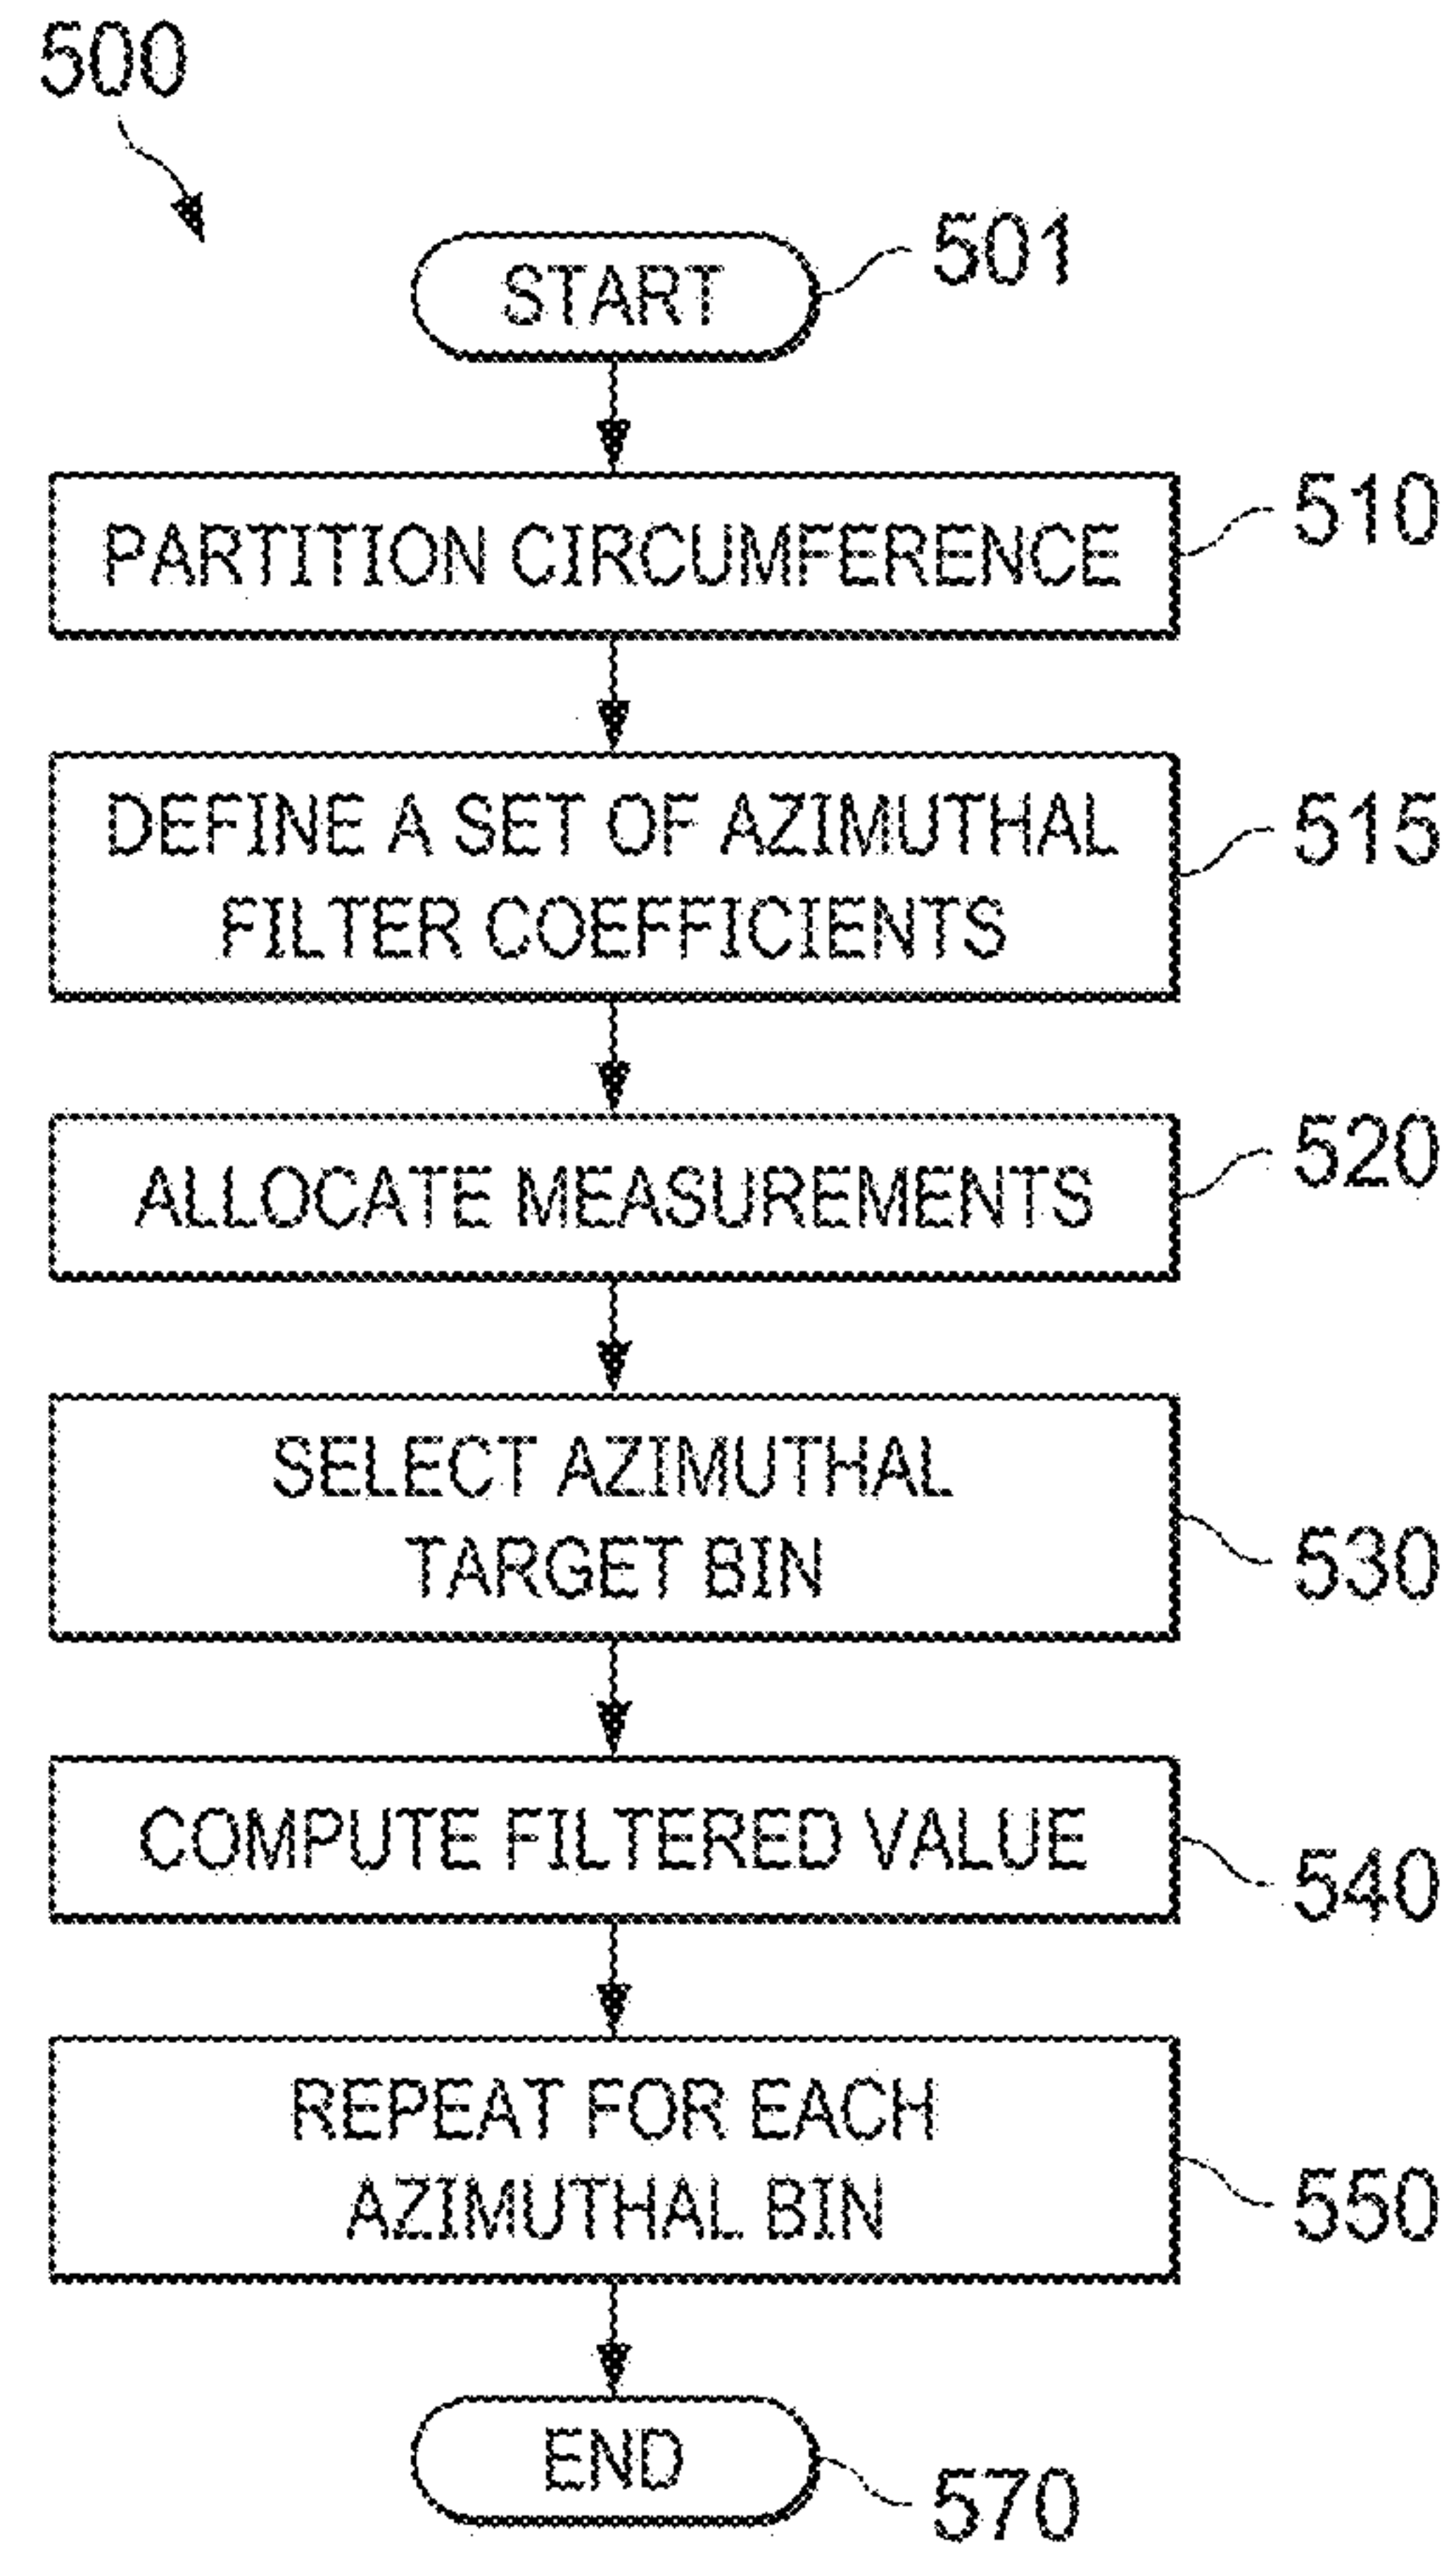 500
START
501
PARTITION CIRCUMFERENCE
510
DEFINE A SET OF AZIMUTHAL
FILTER COEFFICIENTS
515
ALLOCATE MEASUREMENTS
520
SELECT AZIMUTHAL
TARGET BIN
530
COMPUTE FILTERED VALUE
540
REPEAT FOR EACH
AZIMUTHAL BIN
550
END
570